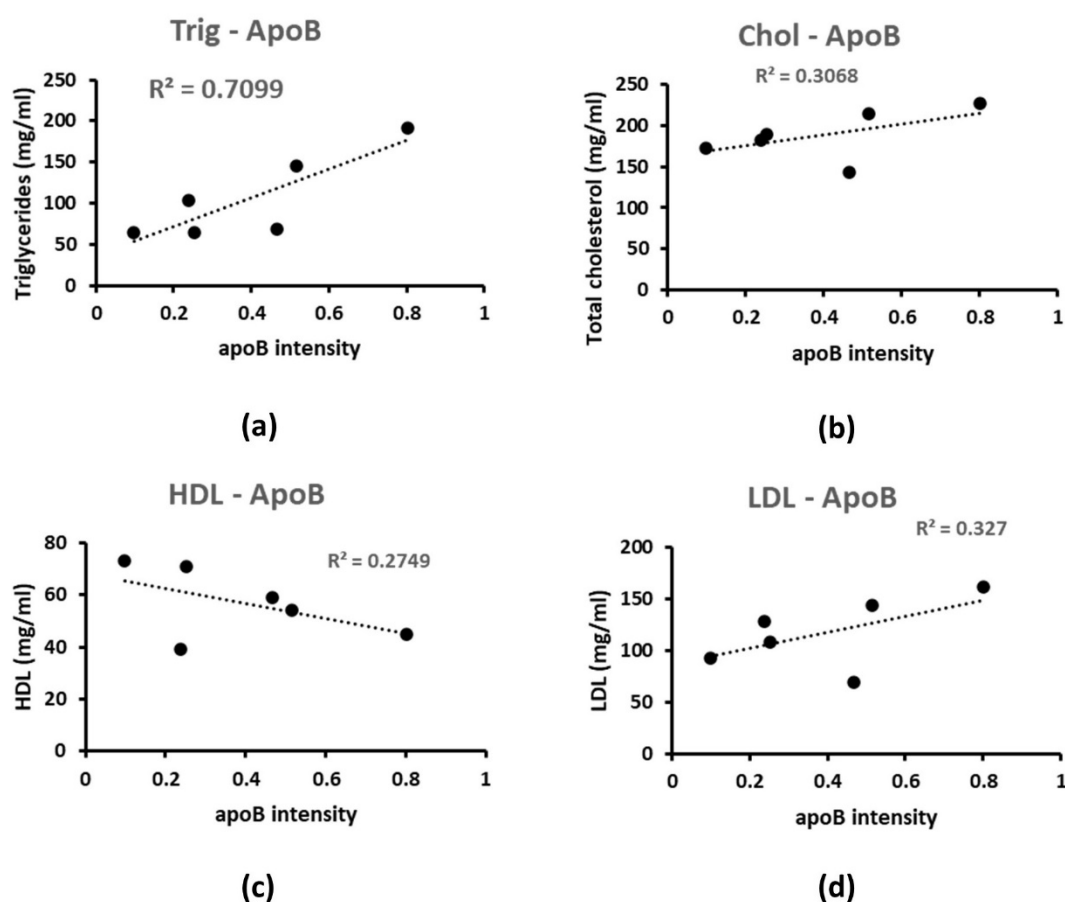 Trig - ApoB
R² = 0.7099
Triglycerides (mg/ml)
250
200
150
100
50
0
0 0.2 0.4 0.6 0.8 1
apoB intensity
(a)
Chol - ApoB
R² = 0.3068
Total cholesterol (mg/ml)
250
200
150
100
50
0
0 0.2 0.4 0.6 0.8 1
apoB intensity
(b)
HDL - ApoB
R² = 0.2749
HDL (mg/ml)
80
60
40
20
0
0 0.2 0.4 0.6 0.8 1
apoB intensity
(c)
LDL - ApoB
R² = 0.327
LDL (mg/ml)
200
150
100
50
0
0 0.2 0.4 0.6 0.8 1
apoB intensity
(d)